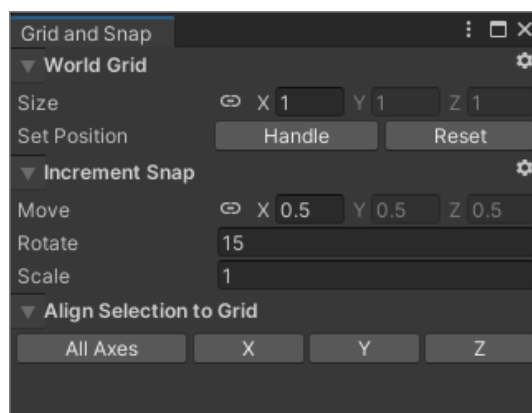 Grid and Snap
World Grid
Size X 1 Y 1 Z 1
Set Position Handle Reset
Increment Snap
Move X 0.5 Y 0.5 Z 0.5
Rotate 15
Scale 1
Align Selection to Grid
All Axes X Y Z